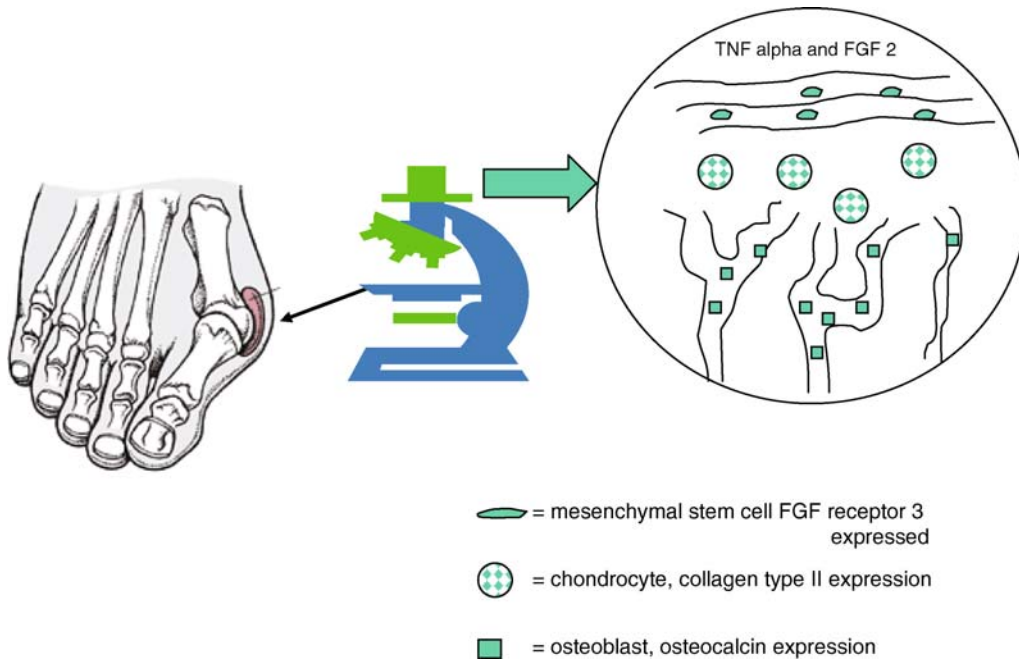 TNF alpha and FGF 2
= mesenchymal stem cell FGF receptor 3
expressed
= chondrocyte, collagen type II expression
= osteoblast, osteocalcin expression